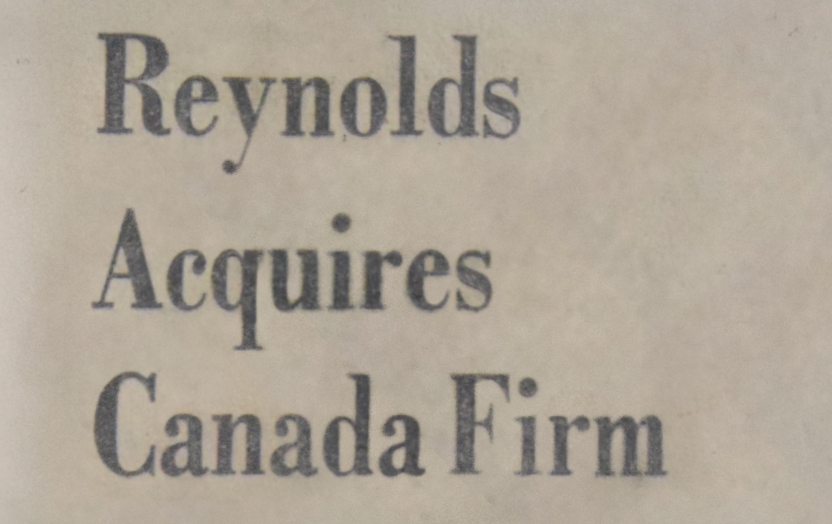 Reynolds
Acquires
Canada Firm